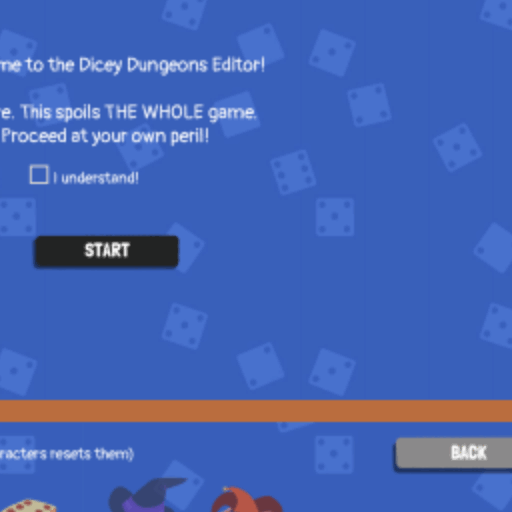 me to the Dicey Dungeons Editor!
e. This spoils THE WHOLE game.
Proceed at your own peril!
I understand!
START
racters resets them)
BACK